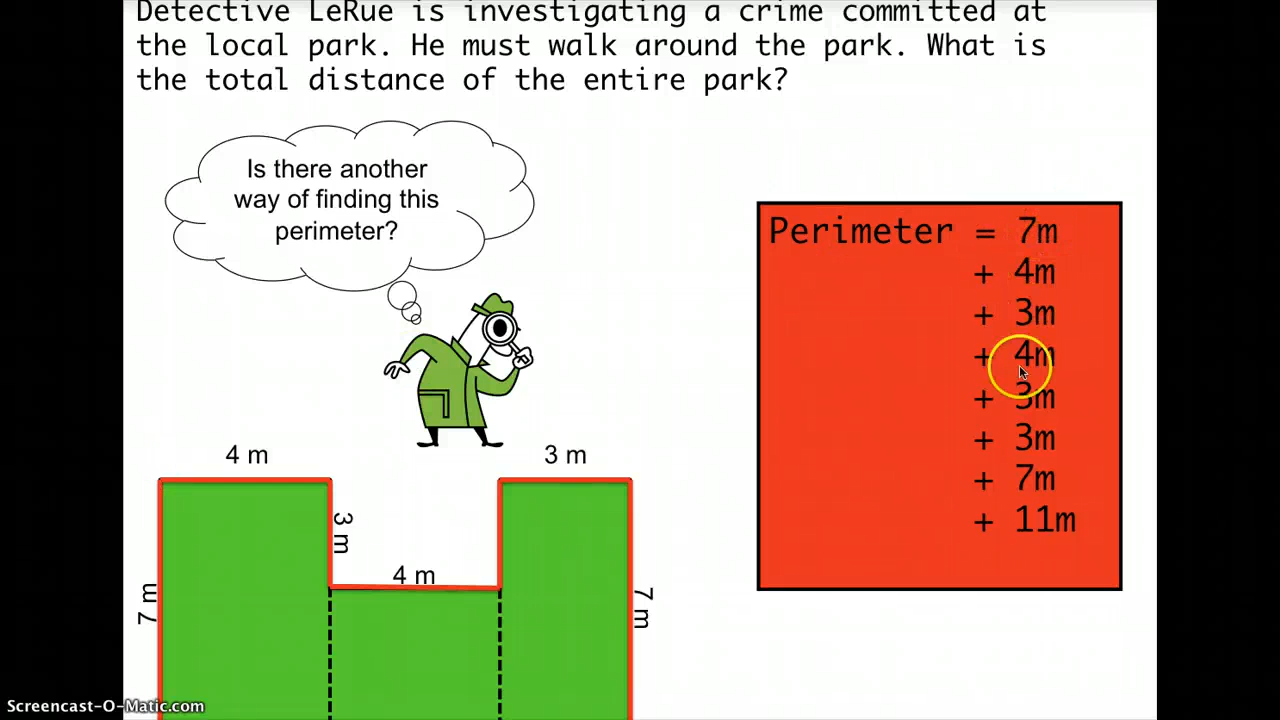 Detective LeRue is investigating a crime committed at
the local park. He must walk around the park. What is
the total distance of the entire park?
Is there another
way of finding this
perimeter?
Perimeter = 7m
+ 4m
+ 3m
+ 4m
+ 3m
+ 3m
+ 7m
+ 11m
4 m
3 m
3 m
4 m
7 m
7 m
Screencast-O-Matic.com